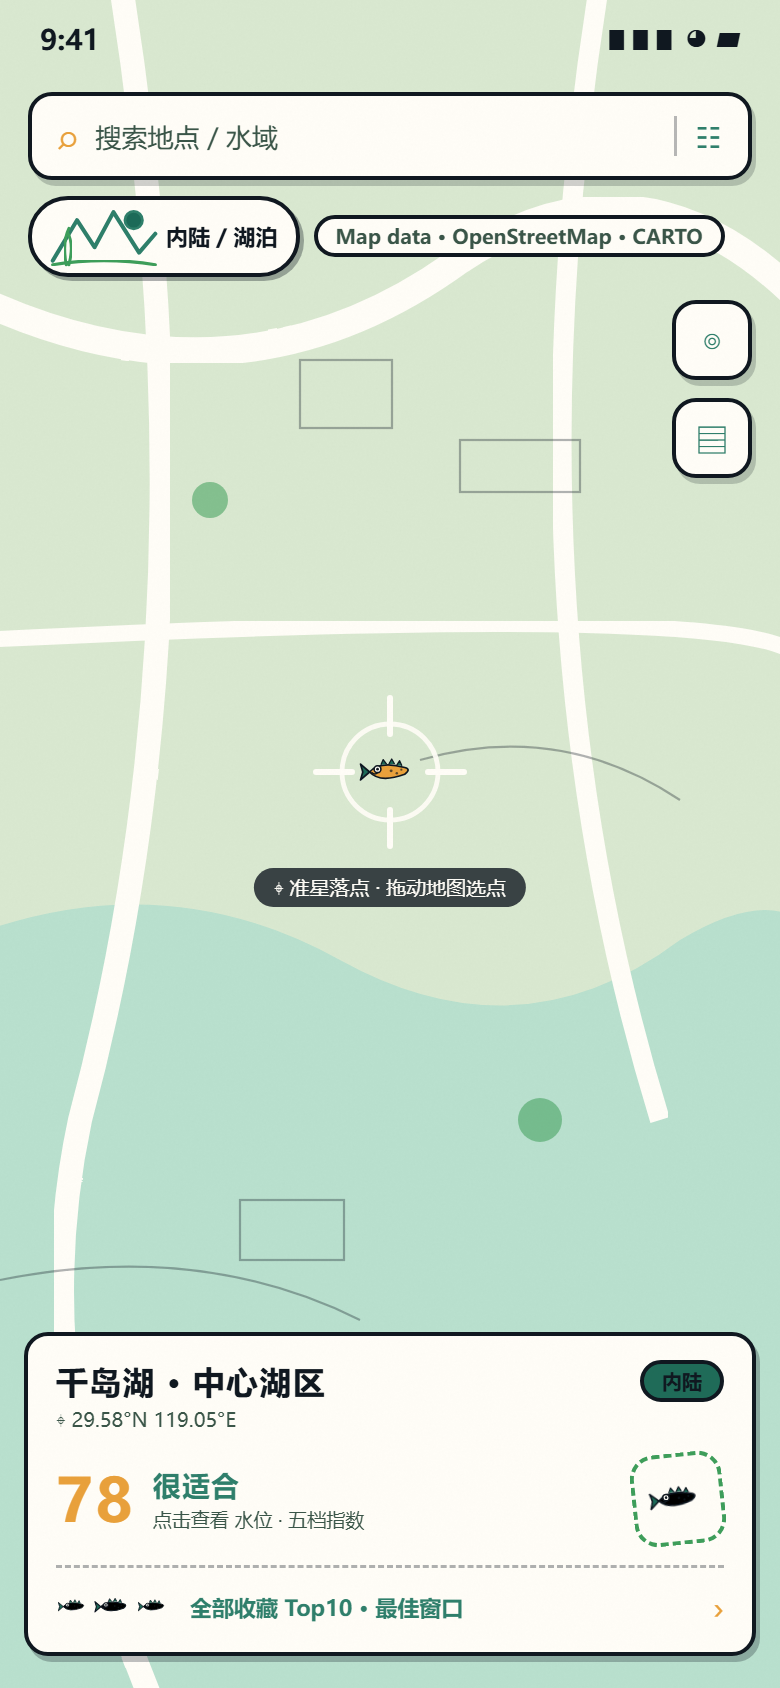 9:41
搜索地点 / 水域
内陆 / 湖泊
Map data • OpenStreetMap • CARTO
准星落点 · 拖动地图选点
千岛湖 • 中心湖区
内陆
29.58°N 119.05°E
78
很适合
点击查看 水位 · 五档指数
全部收藏 Top10 • 最佳窗口